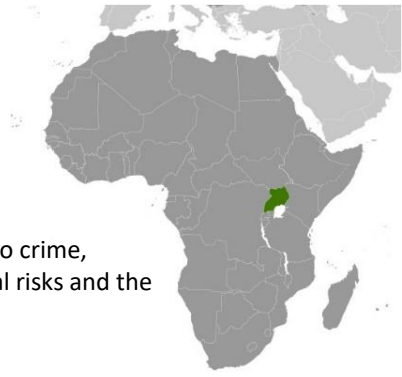 o crime,
al risks and the